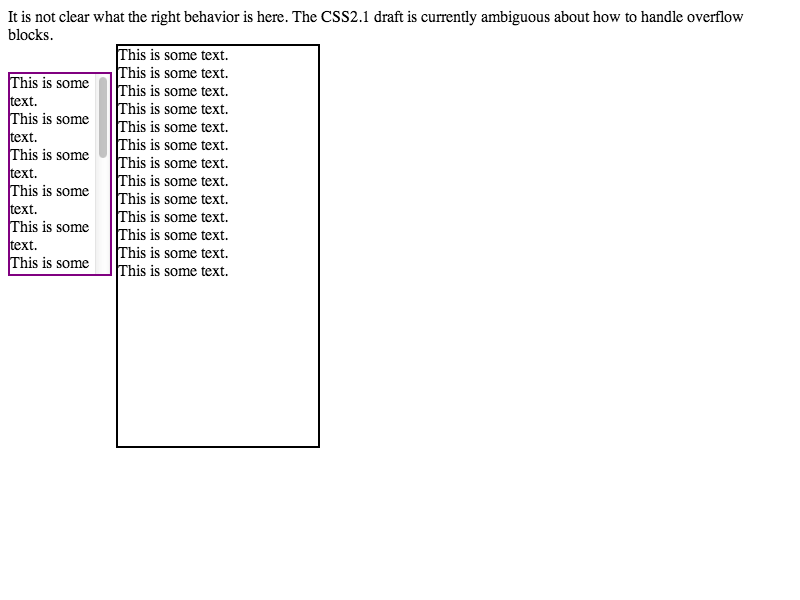 It is not clear what the right behavior is here. The CSS2.1 draft is currently ambiguous about how to handle overflow
blocks.
This is some
text.
This is some
text.
This is some
text.
This is some
text.
This is some
text.
This is some
This is some text.
This is some text.
This is some text.
This is some text.
This is some text.
This is some text.
This is some text.
This is some text.
This is some text.
This is some text.
This is some text.
This is some text.
This is some text.